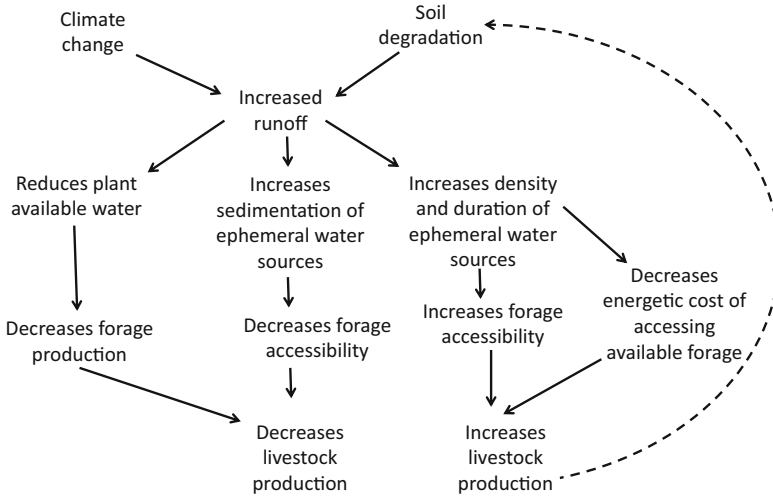 Climate
change
Soil
degradation
Increased
runoff
Reduces plant
available water
Increases
sedimentation of
ephemeral water
sources
Increases density
and duration of
ephemeral water
sources
Decreases
energetic cost of
accessing
available forage
Decreases forage
production
Decreases forage
accessibility
Increases forage
accessibility
Decreases
livestock
production
Increases
livestock
production